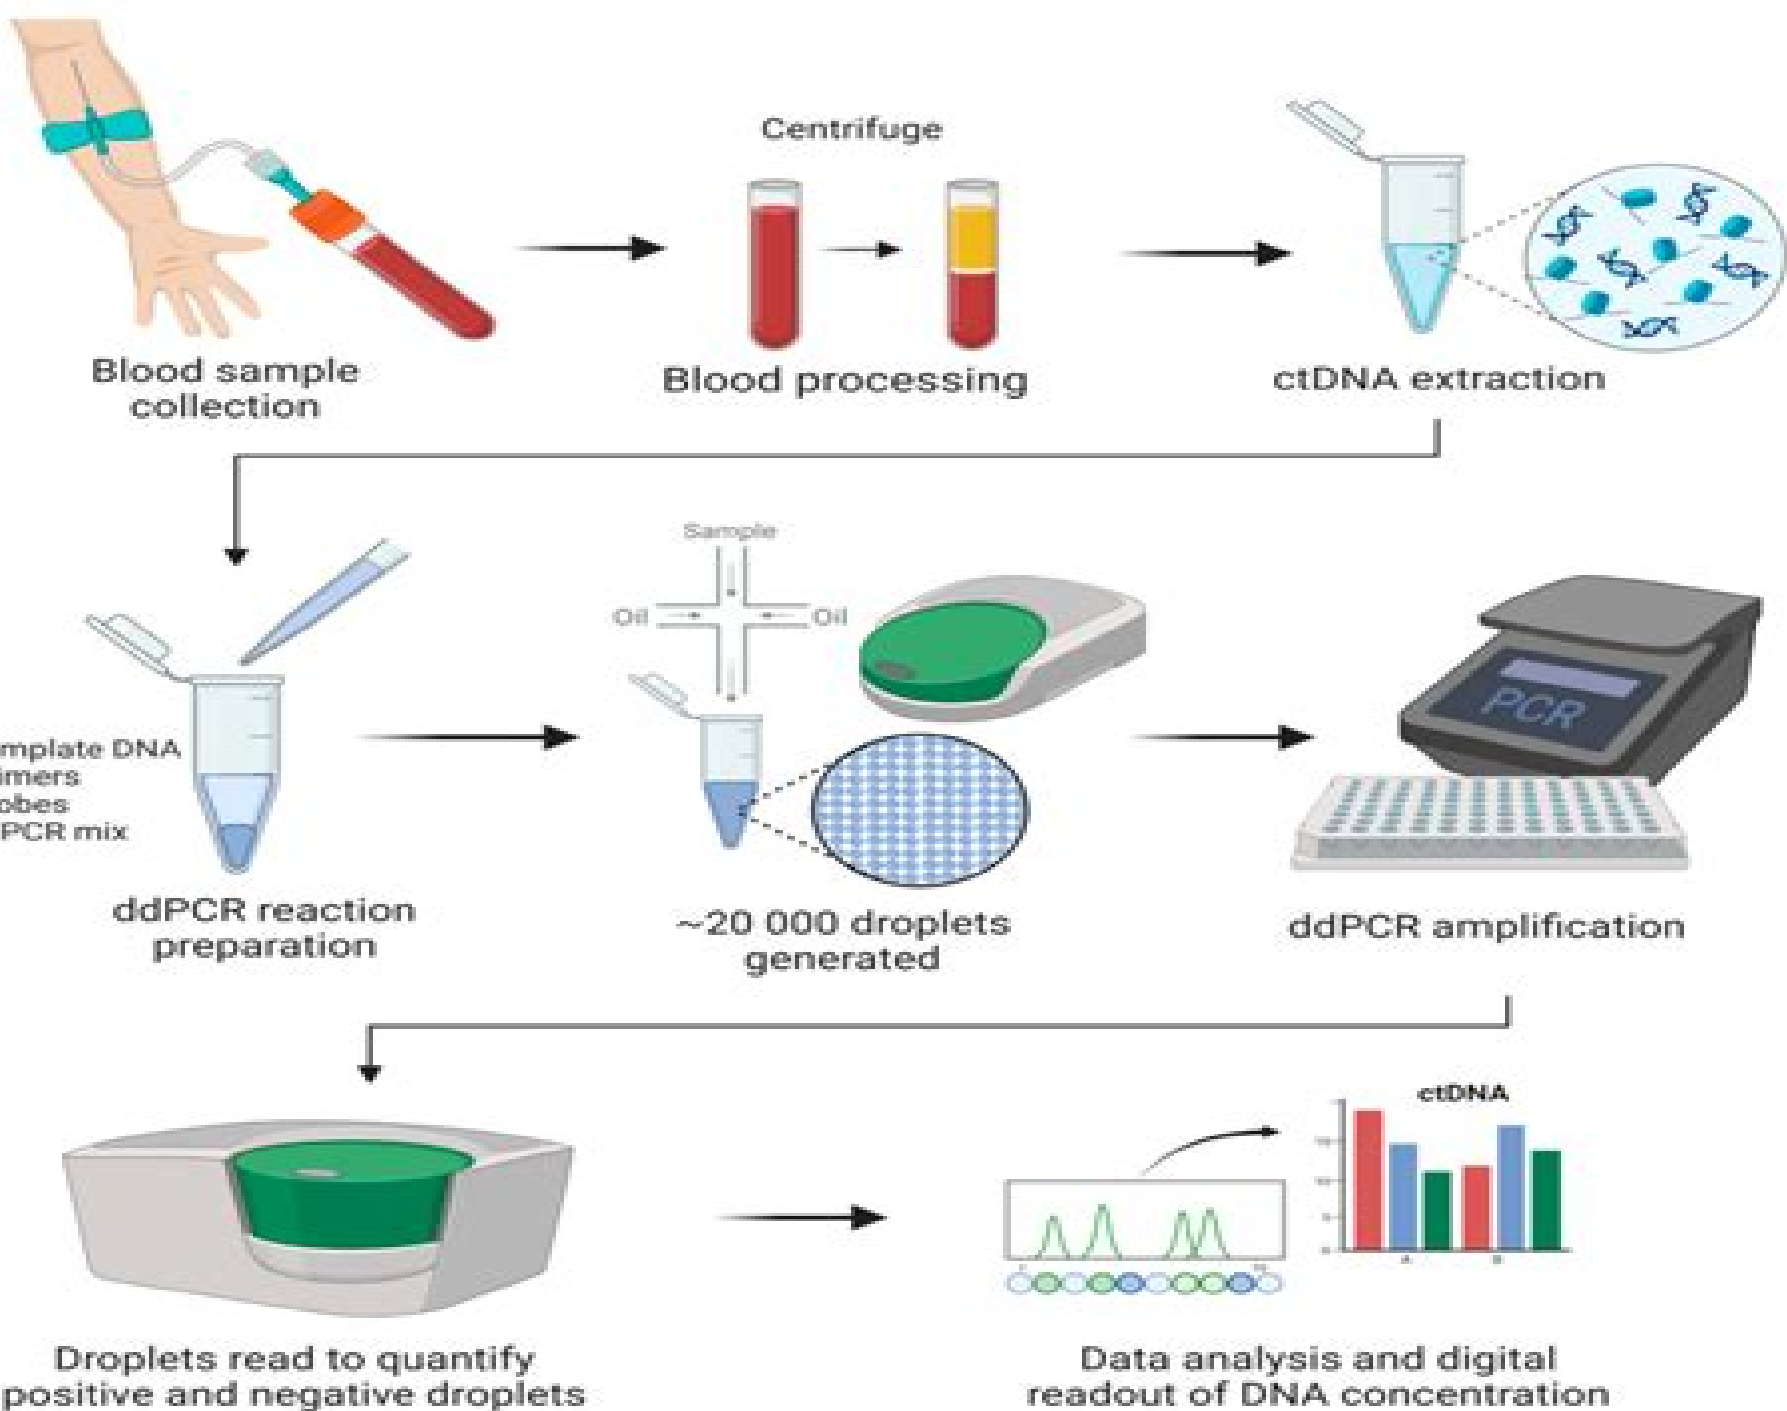 Centrifuge
Blood sample
collection
Blood processing
ctDNA extraction
Sample
Oil
Oil
PCR
mplate DNA
imers
obes
PCR mix
ddPCR reaction
preparation
~20 000 droplets
generated
ddPCR amplification
ctDNA
Droplets read to quantify
positive and negative droplets
Data analysis and digital
readout of DNA concentration